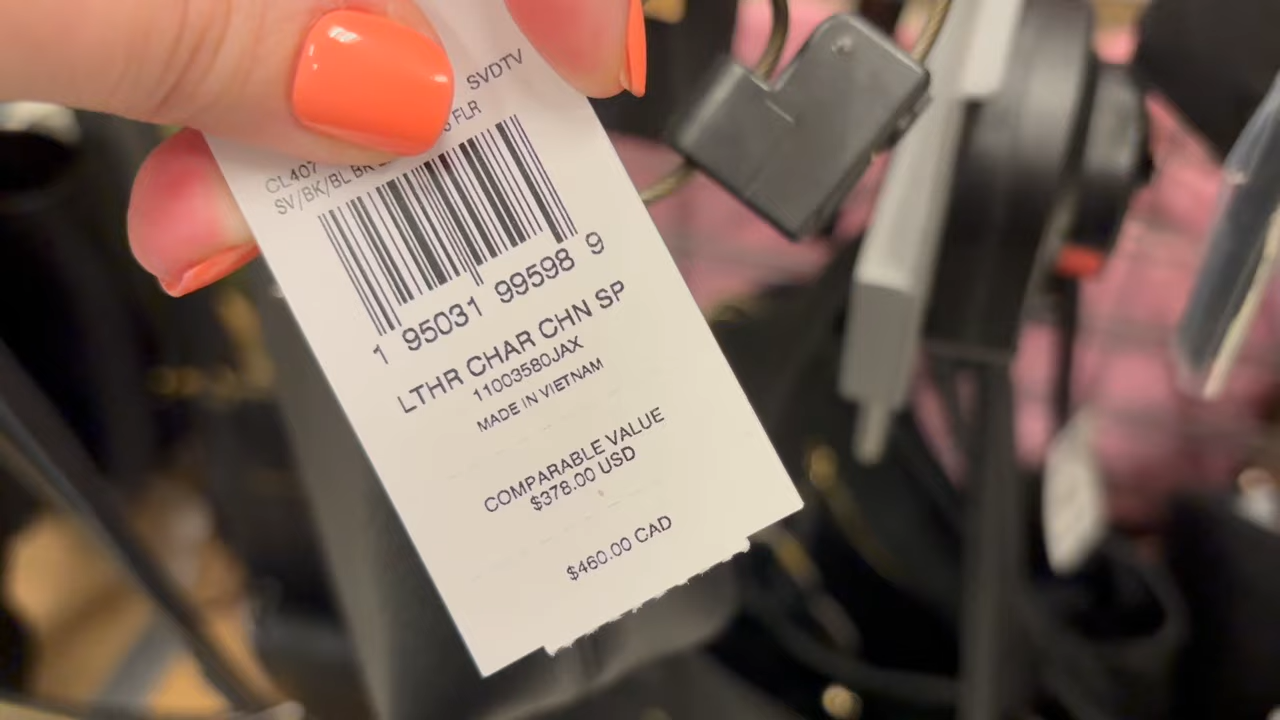 SVDTV
CL407
FLR
SV/BK/BL BK
1 95031 99598 9
LTHR CHAR CHN SP
11003580JAX
MADE IN VIETNAM
COMPARABLE VALUE
$378.00 USD
$460.00 CAD